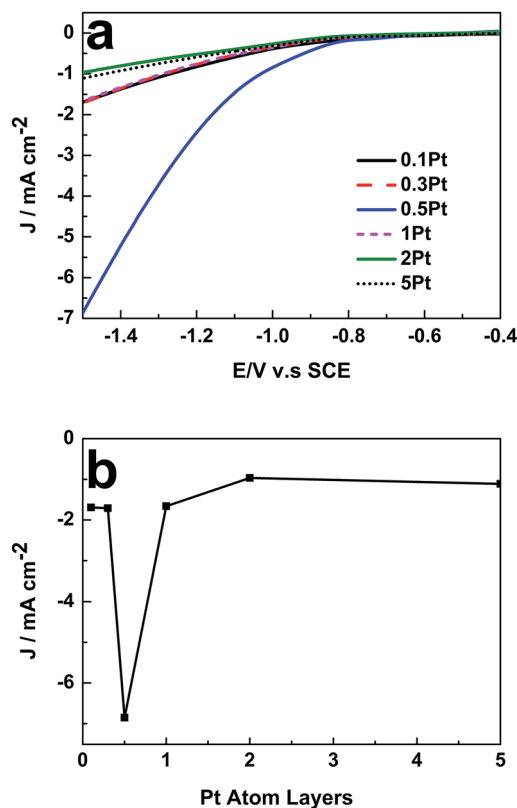 a
0
-1
-2
-3
-4
-5
-6
-7
J / mA cm-2
0.1Pt
0.3Pt
0.5Pt
1Pt
2Pt
5Pt
-1.4 -1.2 -1.0 -0.8 -0.6 -0.4
E/V v.s SCE
b
0
-2
-4
-6
J / mA cm-2
0 1 2 3 4 5
Pt Atom Layers